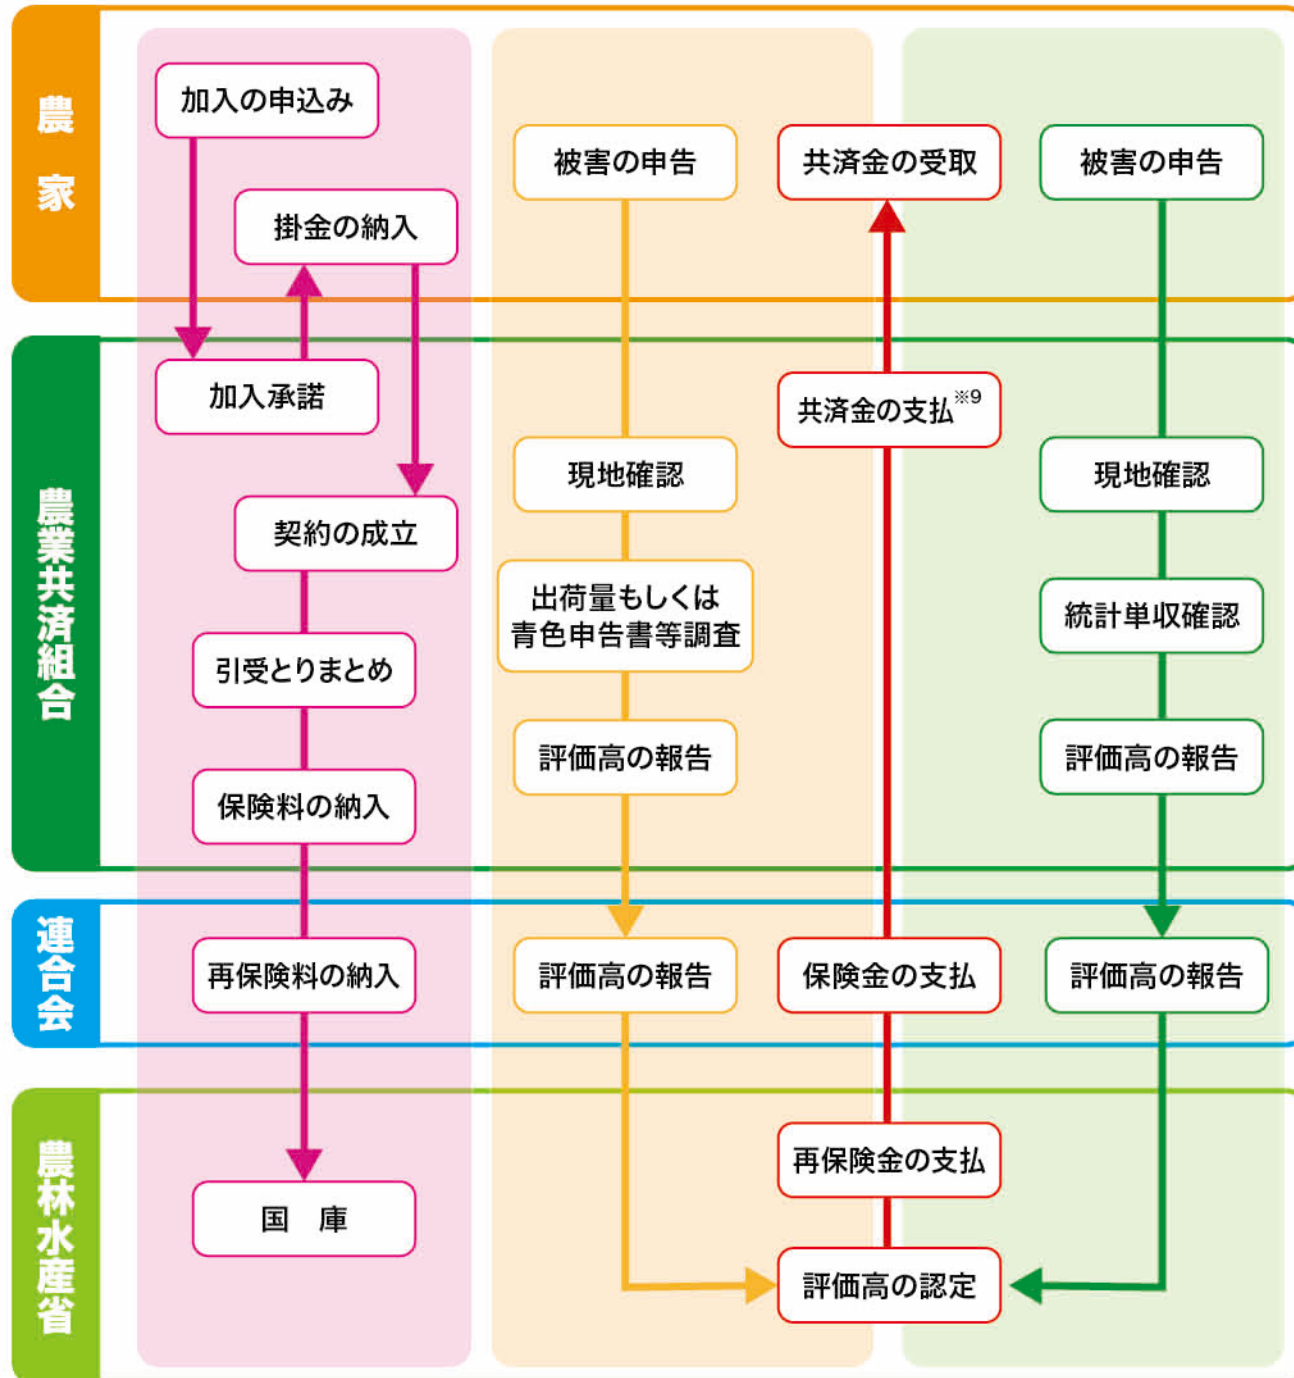 農家
加入の申込み
掛金の納入
被害の申告
共済金の受取
被害の申告
農業共済組合
加入承諾
契約の成立
引受とりまとめ
保険料の納入
現地確認
出荷量もしくは
青色申告書等調査
評価高の報告
共済金の支払※9
現地確認
統計単収確認
評価高の報告
連合会
再保険料の納入
評価高の報告
保険金の支払
評価高の報告
農林水産省
国　庫
再保険金の支払
評価高の認定